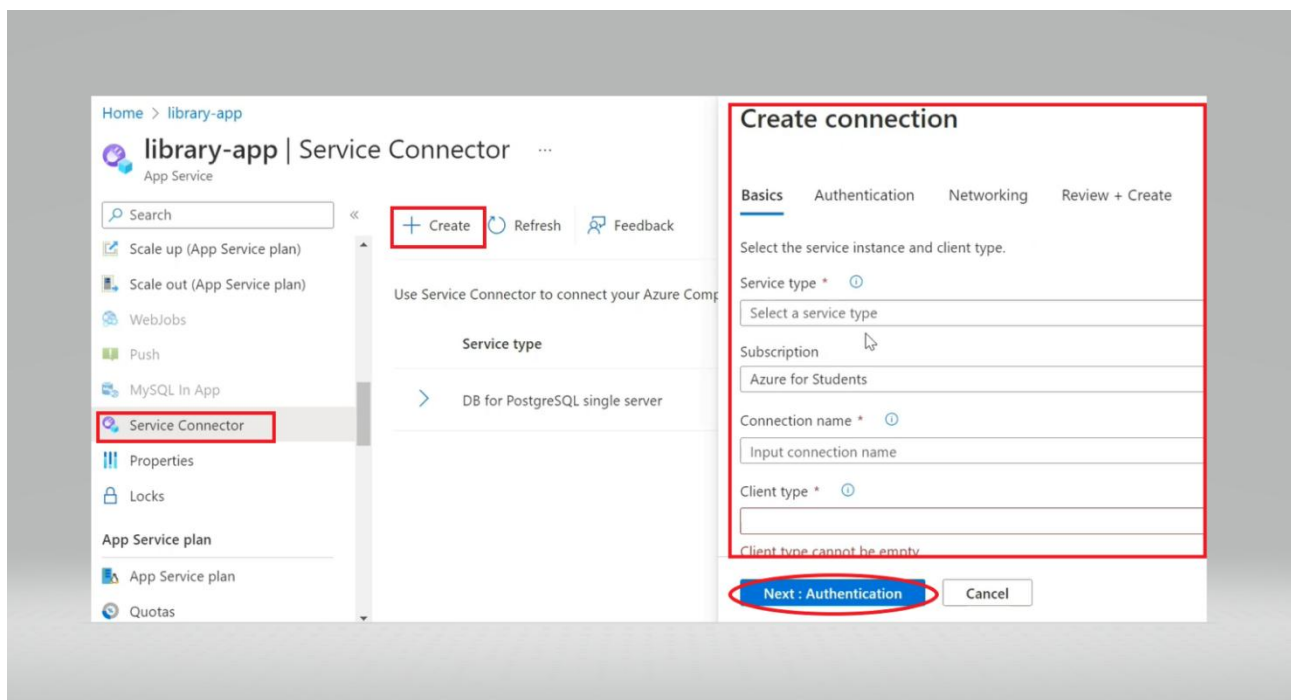 Home > library-app
library-app | Service Connector ...
App Service
Search «
Scale up (App Service plan)
Scale out (App Service plan)
WebJobs
Push
MySQL In App
Service Connector
Properties
Locks
App Service plan
App Service plan
Quotas
+ Create Refresh Feedback
Use Service Connector to connect your Azure Comp
Service type
> DB for PostgreSQL single server
Create connection
Basics Authentication Networking Review + Create
Select the service instance and client type.
Service type *
Select a service type
Subscription
Azure for Students
Connection name *
Input connection name
Client type *
Client type cannot be empty
Next : Authentication Cancel